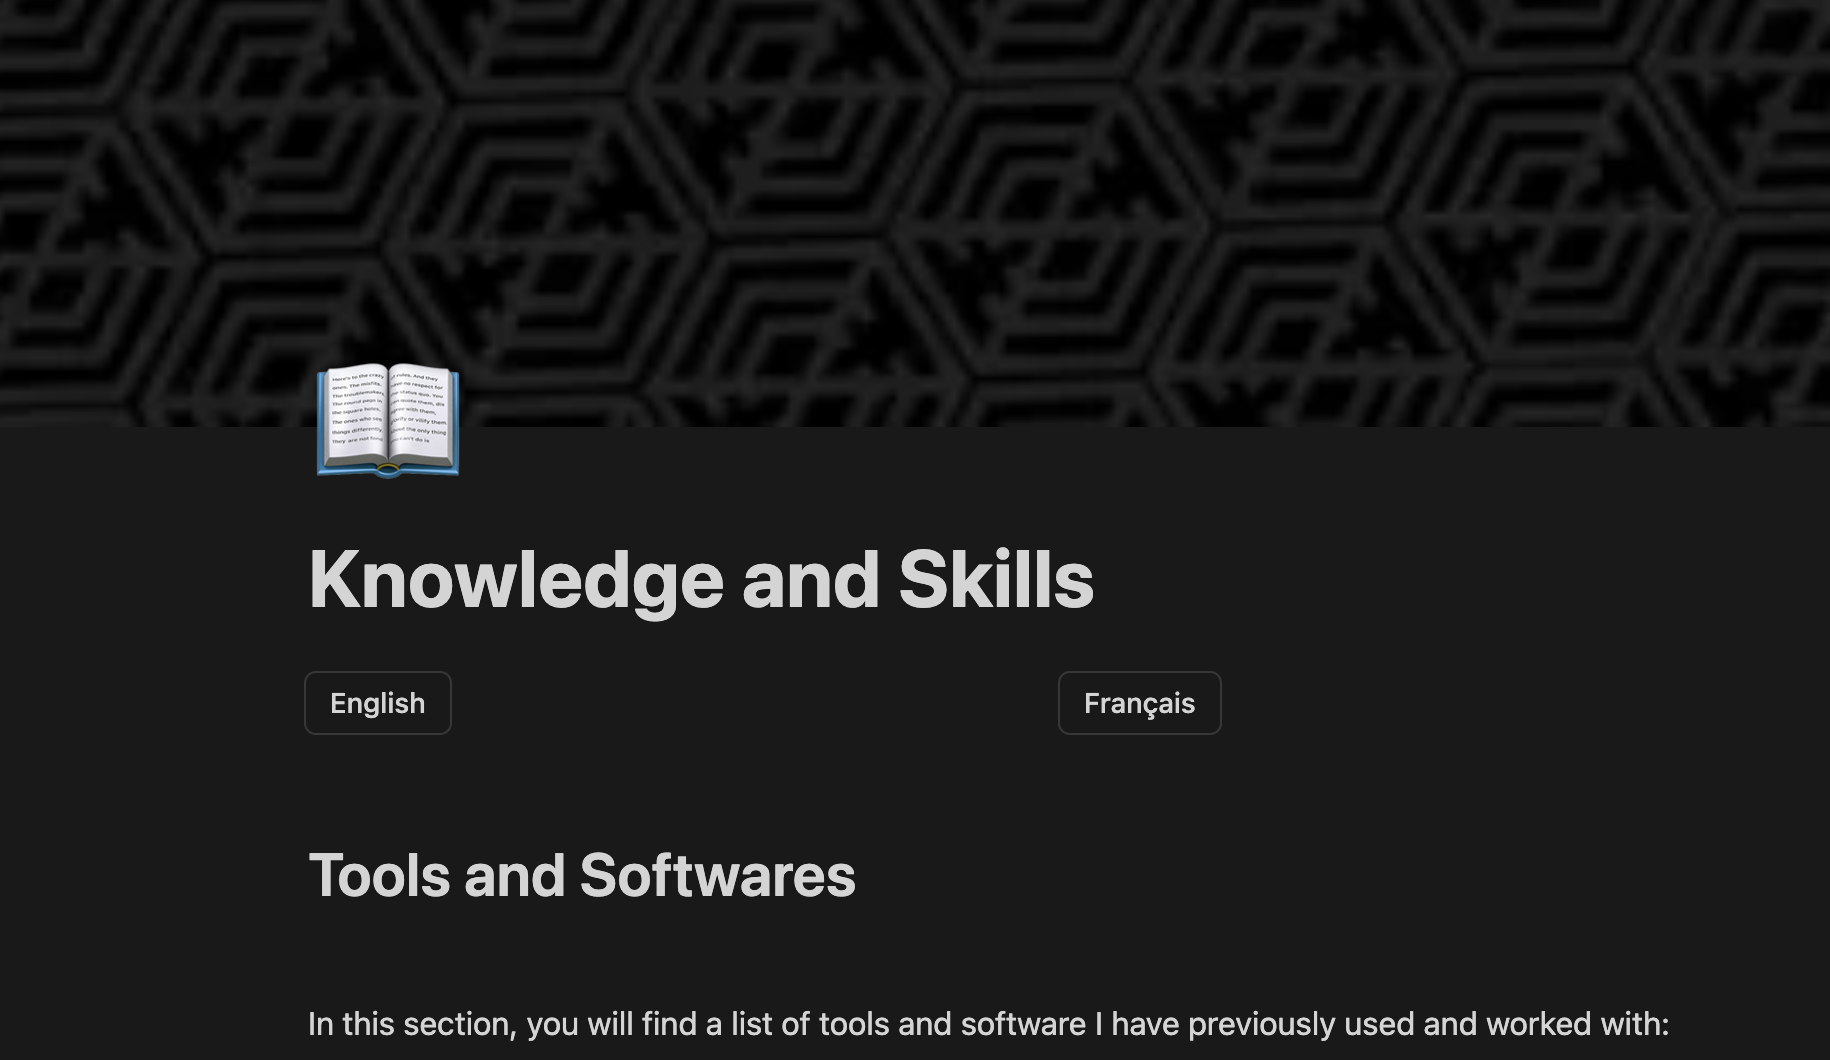 Knowledge and Skills
English
Français
Tools and Softwares
In this section, you will find a list of tools and software I have previously used and worked with: